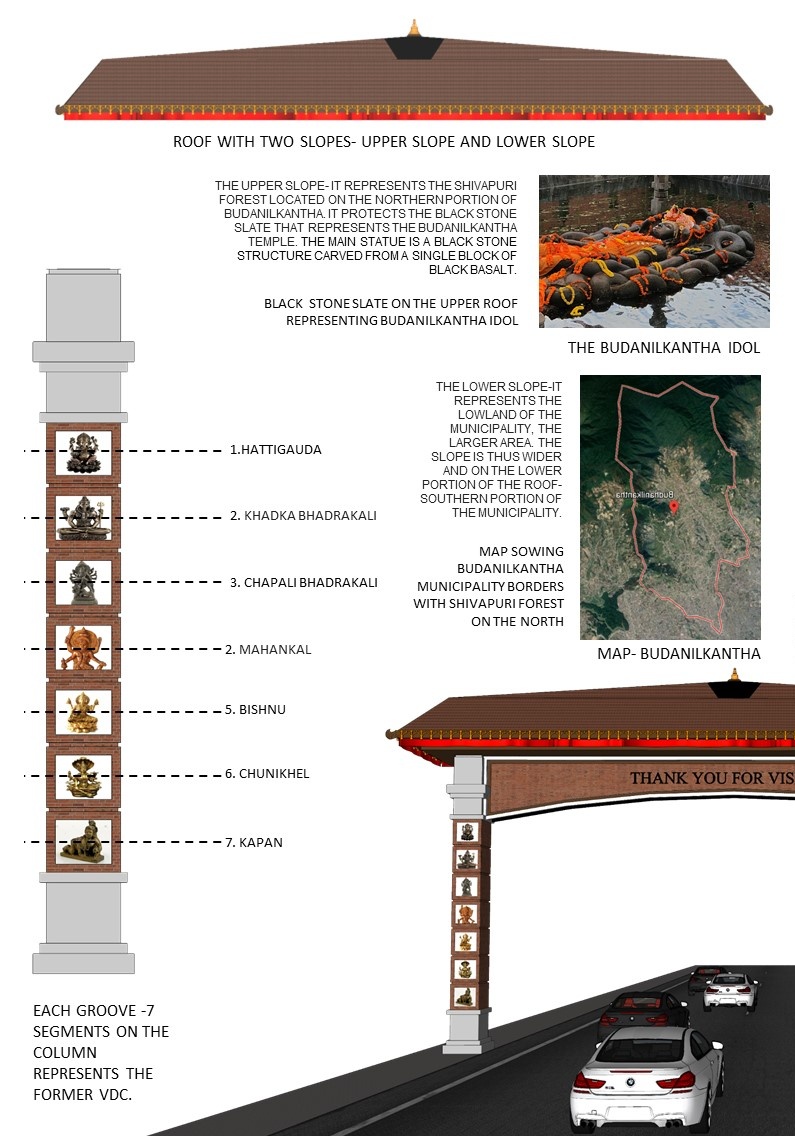 ROOF WITH TWO SLOPES- UPPER SLOPE AND LOWER SLOPE
THE UPPER SLOPE- IT REPRESENTS THE SHIVAPURI
FOREST LOCATED ON THE NORTHERN PORTION OF
BUDANILKANTHA. IT PROTECTS THE BLACK STONE
SLATE THAT REPRESENTS THE BUDANILKANTHA
TEMPLE. THE MAIN STATUE IS A BLACK STONE
STRUCTURE CARVED FROM A SINGLE BLOCK OF
BLACK BASALT.
BLACK STONE SLATE ON THE UPPER ROOF
REPRESENTING BUDANILKANTHA IDOL
THE BUDANILKANTHA IDOL
THE LOWER SLOPE-IT
REPRESENTS THE
LOWLAND OF THE
MUNICIPALITY, THE
LARGER AREA. THE
SLOPE IS THUS WIDER
AND ON THE LOWER
PORTION OF THE ROOF-
SOUTHERN PORTION OF
THE MUNICIPALITY.
MAP SOWING
BUDANILKANTHA
MUNICIPALITY BORDERS
WITH SHIVAPURI FOREST
ON THE NORTH
Budhanilkantha
MAP- BUDANILKANTHA
1.HATTIGAUDA
2. KHADKA BHADRAKALI
3. CHAPALI BHADRAKALI
2. MAHANKAL
5. BISHNU
6. CHUNIKHEL
7. KAPAN
EACH GROOVE -7
SEGMENTS ON THE
COLUMN
REPRESENTS THE
FORMER VDC.
THANK YOU FOR VIS